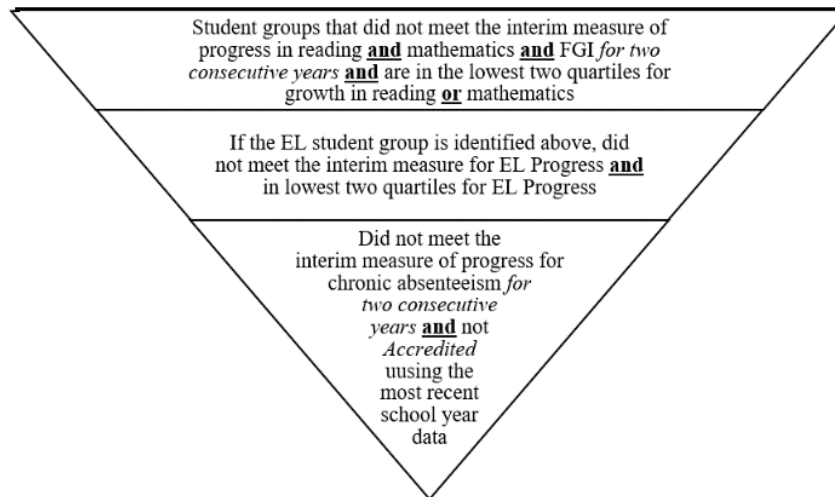 Student groups that did not meet the interim measure of
progress in reading and mathematics and FGI for two
consecutive years and are in the lowest two quartiles for
growth in reading or mathematics
If the EL student group is identified above, did
not meet the interim measure for EL Progress and
in lowest two quartiles for EL Progress
Did not meet the
interim measure of progress for
chronic absenteeism for
two consecutive
years and not
Accredited
uusing the
most recent
school year
data